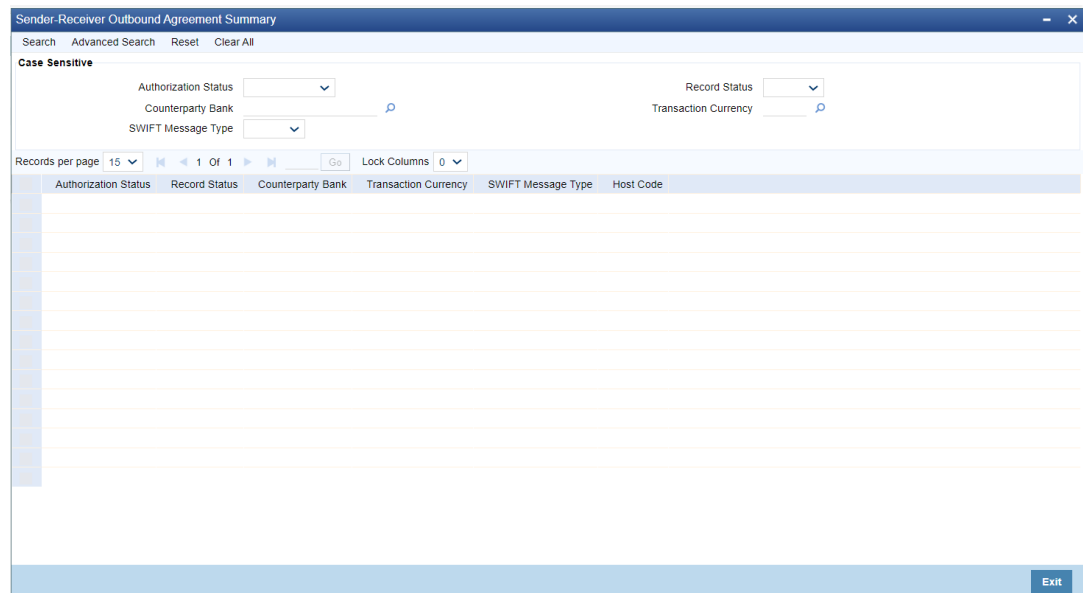 Sender-Receiver Outbound Agreement Summary
Search Advanced Search Reset Clear All
Case Sensitive
Authorization Status Record Status
Counterparty Bank Transaction Currency
SWIFT Message Type
Records per page 15 1 Of 1 Go Lock Columns 0
Authorization Status Record Status Counterparty Bank Transaction Currency SWIFT Message Type Host Code
Exit